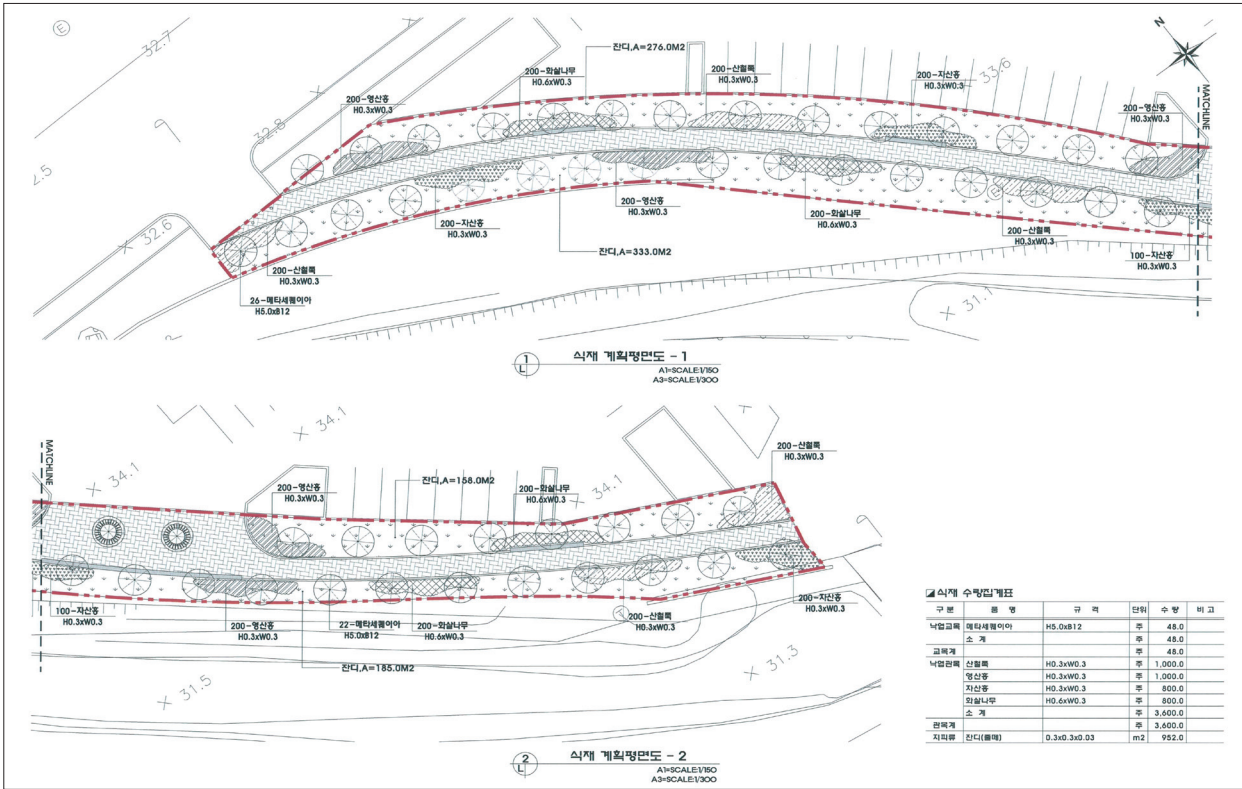 E
32.7
32.8
2.5
32.6
33.6
31.1
N
MATCHLINE
잔디,A=276.0M2
200-화살나무
H0.6xW0.3
200-산철쭉
H0.3xW0.3
200-자산홍
H0.3xW0.3
200-영산홍
H0.3xW0.3
200-영산홍
H0.3xW0.3
200-영산홍
H0.3xW0.3
200-자산홍
H0.3xW0.3
200-화살나무
H0.6xW0.3
200-산철쭉
H0.3xW0.3
잔디,A=333.0M2
100-자산홍
H0.3xW0.3
200-산철쭉
H0.3xW0.3
26-메타세쿼이아
H5.0xB12
1
L
식재 계획평면도 - 1
A1=SCALE:1/150
A3=SCALE:1/300
MATCHLINE
34.1
34.1
34.1
31.5
31.3
200-산철쭉
H0.3xW0.3
200-영산홍
H0.3xW0.3
잔디,A=158.0M2
200-화살나무
H0.6xW0.3
100-자산홍
H0.3xW0.3
200-영산홍
H0.3xW0.3
22-메타세쿼이아
H5.0xB12
200-화살나무
H0.6xW0.3
200-산철쭉
H0.3xW0.3
200-자산홍
H0.3xW0.3
잔디,A=185.0M2
2
L
식재 계획평면도 - 2
A1=SCALE:1/150
A3=SCALE:1/300
식재 수량집계표
구 분 품 명 규 격 단위 수 량 비 고
낙엽교목 메타세쿼이아 H5.0xB12 주 48.0
소 계 주 48.0
교목계 주 48.0
낙엽관목 산철쭉 H0.3xW0.3 주 1,000.0
영산홍 H0.3xW0.3 주 1,000.0
자산홍 H0.3xW0.3 주 800.0
화살나무 H0.6xW0.3 주 800.0
소 계 주 3,600.0
관목계 주 3,600.0
지피류 잔디(줄떼) 0.3x0.3x0.03 m2 952.0